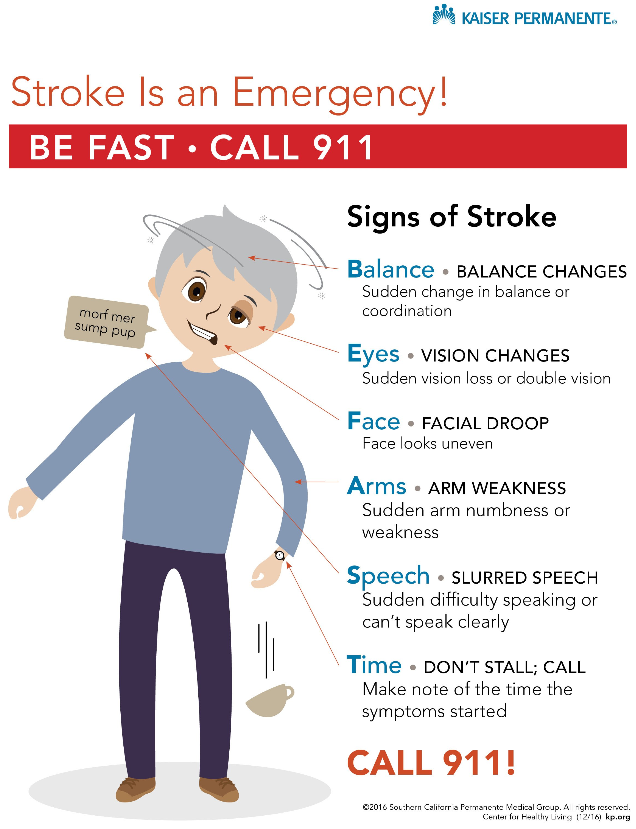 KAISER PERMANENTE®
Stroke Is an Emergency!
BE FAST • CALL 911
Signs of Stroke
Balance • BALANCE CHANGES
Sudden change in balance or
coordination
morf mer
sump pup
Eyes • VISION CHANGES
Sudden vision loss or double vision
Face • FACIAL DROOP
Face looks uneven
Arms • ARM WEAKNESS
Sudden arm numbness or
weakness
Speech • SLURRED SPEECH
Sudden difficulty speaking or
can't speak clearly
Time • DON'T STALL; CALL
Make note of the time the
symptoms started
CALL 911!
©2016 Southern California Permanente Medical Group. All rights reserved.
Center for Healthy Living (12/16) kp.org